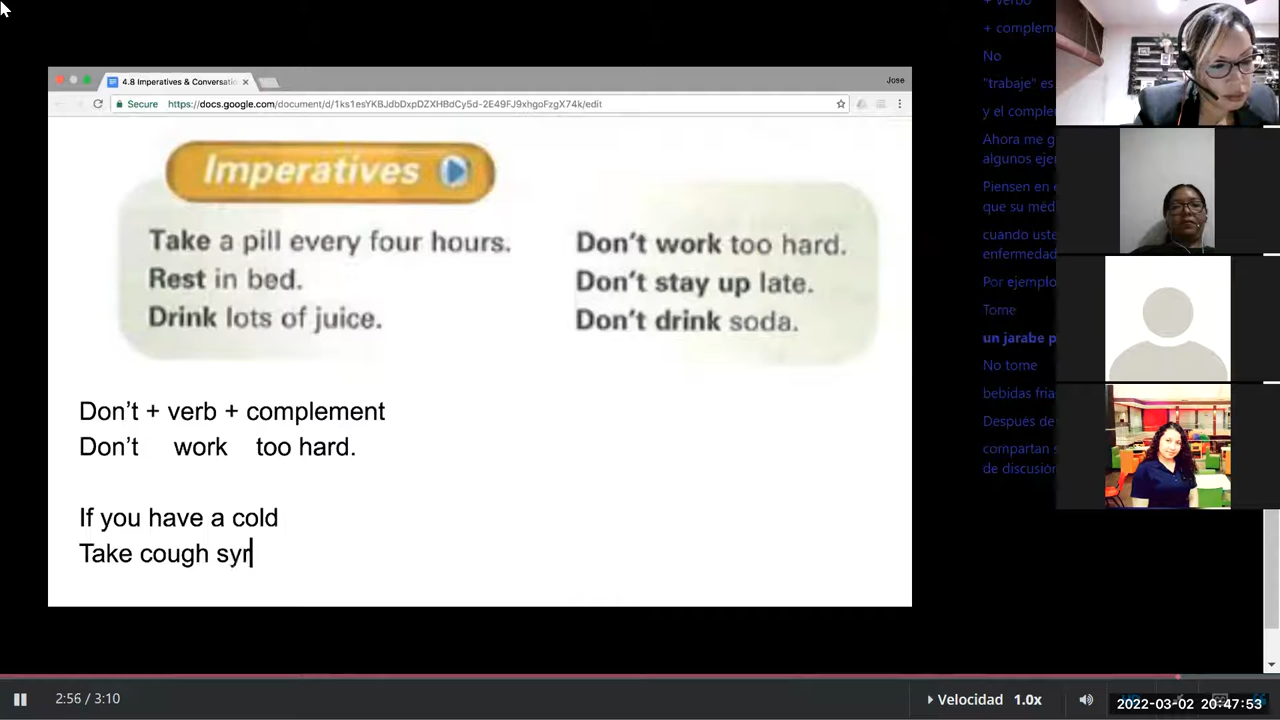 4.8 Imperatives & Conversatio
Jose
Secure
https://docs.google.com/document/d/1ks1esYKBJdbDxpDZXHBdCy5d-2E49FJ9xhgoFzgX74k/edit
Imperatives
Take a pill every four hours.
Rest in bed.
Drink lots of juice.
Don't work too hard.
Don't stay up late.
Don't drink soda.
Don't + verb + complement
Don't work too hard.
If you have a cold
Take cough syr
+ verbo
+ complem
No
"trabaje" es
y el comple
Ahora me g
algunos eje
Piensen en e
que su méd
cuando uste
enfermedad
Por ejemplo
Tome
un jarabe p
No tome
bebidas fria
Después de
compartan s
de discusió
2:56 / 3:10
Velocidad 1.0x
2022-03-02 20:47:53